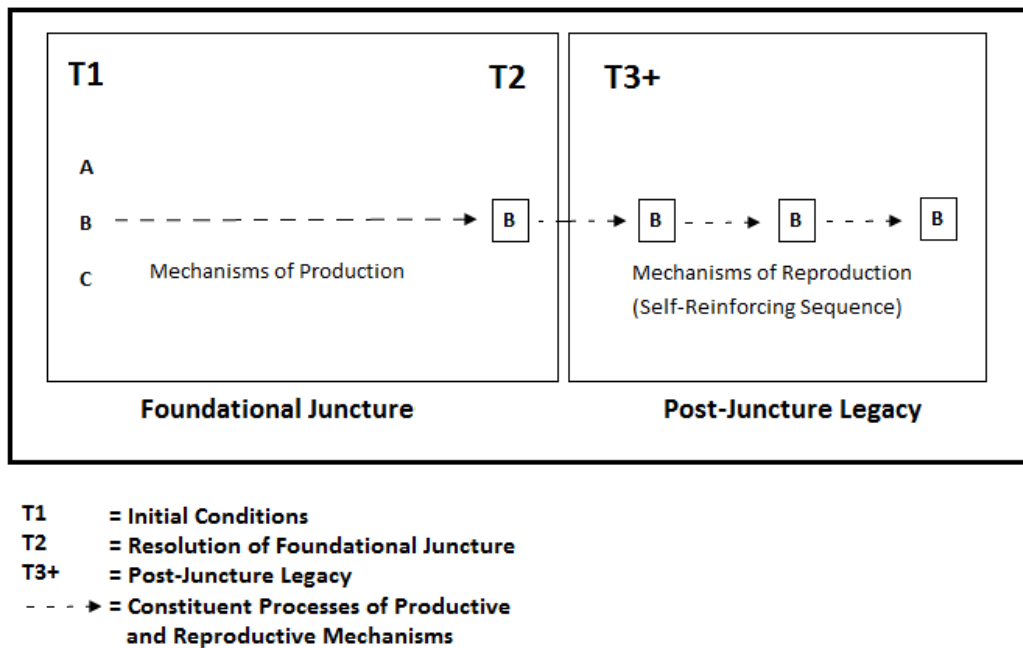 T1 T2 T3+
A
B B B B B
C Mechanisms of Production Mechanisms of Reproduction
(Self-Reinforcing Sequence)
Foundational Juncture Post-Juncture Legacy
T1 = Initial Conditions
T2 = Resolution of Foundational Juncture
T3+ = Post-Juncture Legacy
= Constituent Processes of Productive
and Reproductive Mechanisms